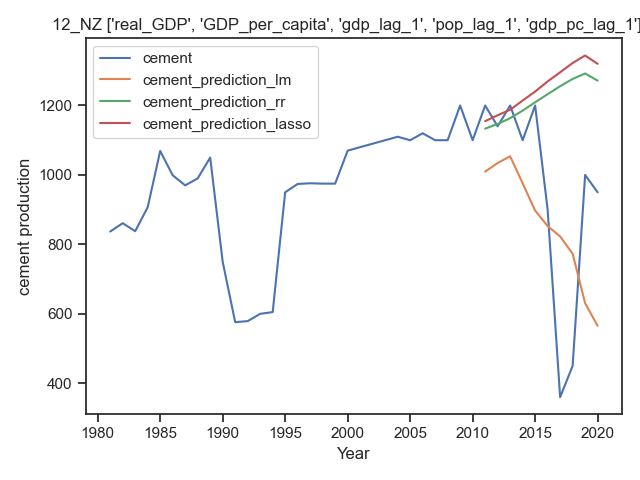 12_NZ ['real_GDP', 'GDP_per_capita', 'gdp_lag_1', 'pop_lag_1', 'gdp_pc_lag_1']
cement
cement_prediction_lm
cement_prediction_rr
cement_prediction_lasso
1200
1000
800
600
400
cement production
1980 1985 1990 1995 2000 2005 2010 2015 2020
Year